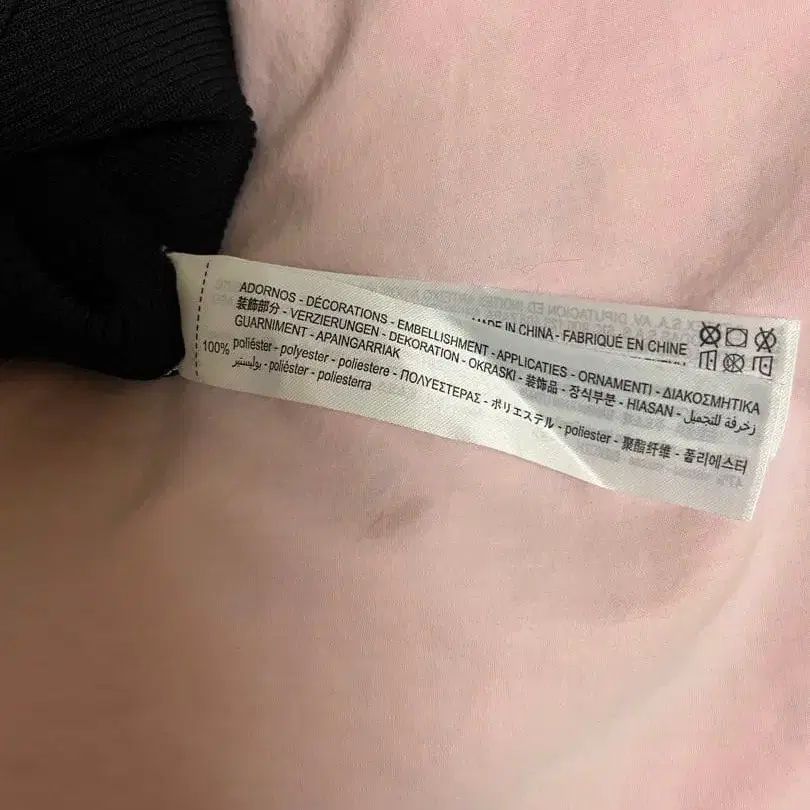 ADORNOS - DÉCORATIONS - EMBELLISHMENT - APPLICATIES - ORNAMENTI - ΔΙΑΚΟΣΜΗΤΙΚΑ
装飾部分 - VERZIERUNGEN - DEKORATION - OKRASKI - 装饰品 - 장식부분 - HIASAN - زخرفة للتجميل
GUARNIMENT - APAINGARRIAK
100% poliéster - polyester - poliestere - ΠΟΛΥΕΣΤΕΡΑΣ - ポリエステル - poliester - 聚酯纤维 - 폴리에스터
بوليستير - polièster - poliesterra
MADE IN CHINA - FABRIQUÉ EN CHINE